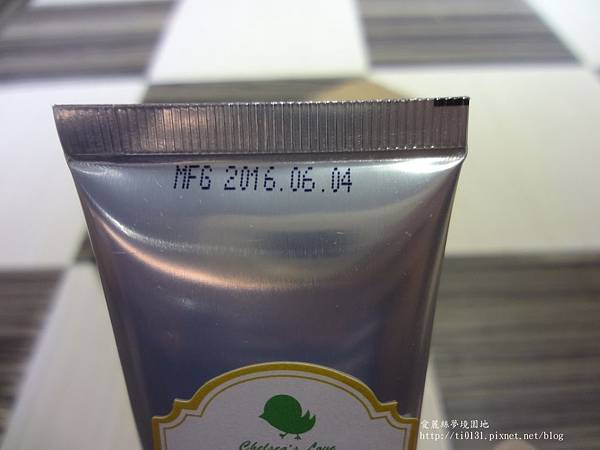 MFG 2016.06.04
Chelsea's Love
愛麗絲夢境園地
http://ti0131.pixnet.net/blog